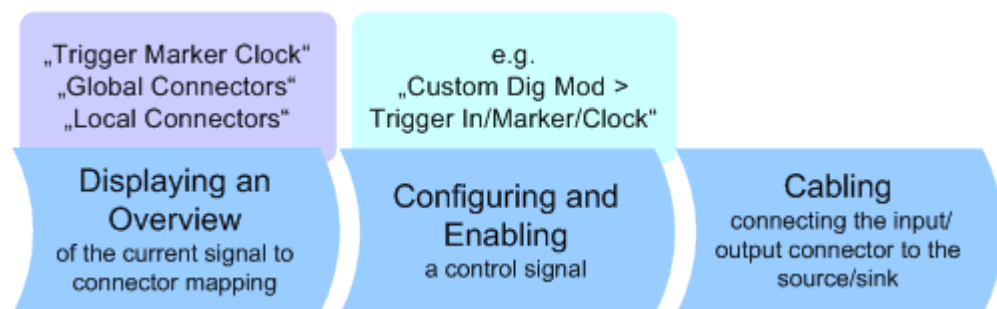 „Trigger Marker Clock“
„Global Connectors“
„Local Connectors“
Displaying an
Overview
of the current signal to
connector mapping
e.g.
„Custom Dig Mod >
Trigger In/Marker/Clock“
Configuring and
Enabling
a control signal
Cabling
connecting the input/
output connector to the
source/sink